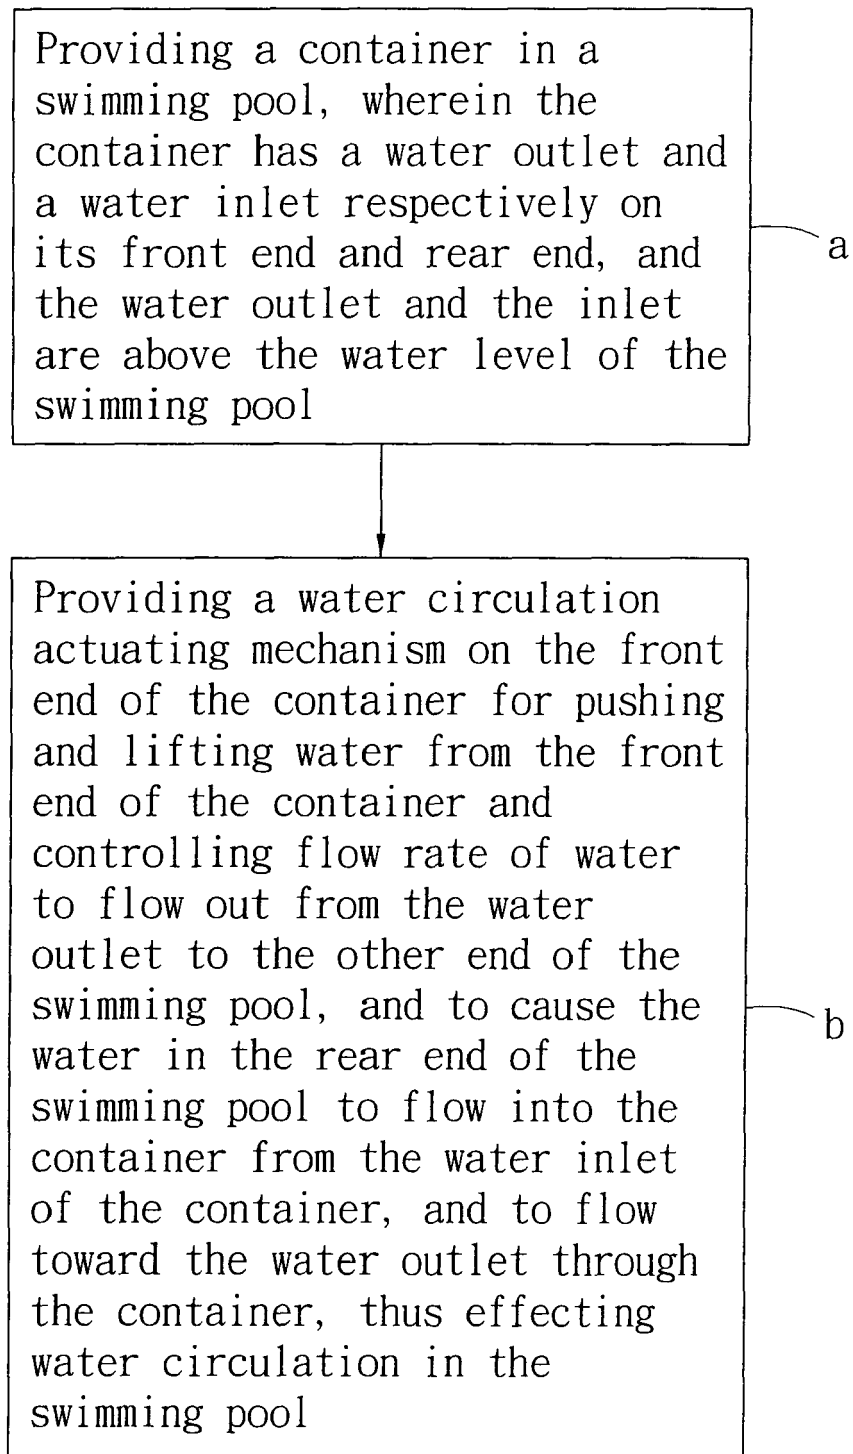 Providing a container in a
swimming pool, wherein the
container has a water outlet and
a water inlet respectively on
its front end and rear end, and
the water outlet and the inlet
are above the water level of the
swimming pool
a
Providing a water circulation
actuating mechanism on the front
end of the container for pushing
and lifting water from the front
end of the container and
controlling flow rate of water
to flow out from the water
outlet to the other end of the
swimming pool, and to cause the
water in the rear end of the
swimming pool to flow into the
container from the water inlet
of the container, and to flow
toward the water outlet through
the container, thus effecting
water circulation in the
swimming pool
b